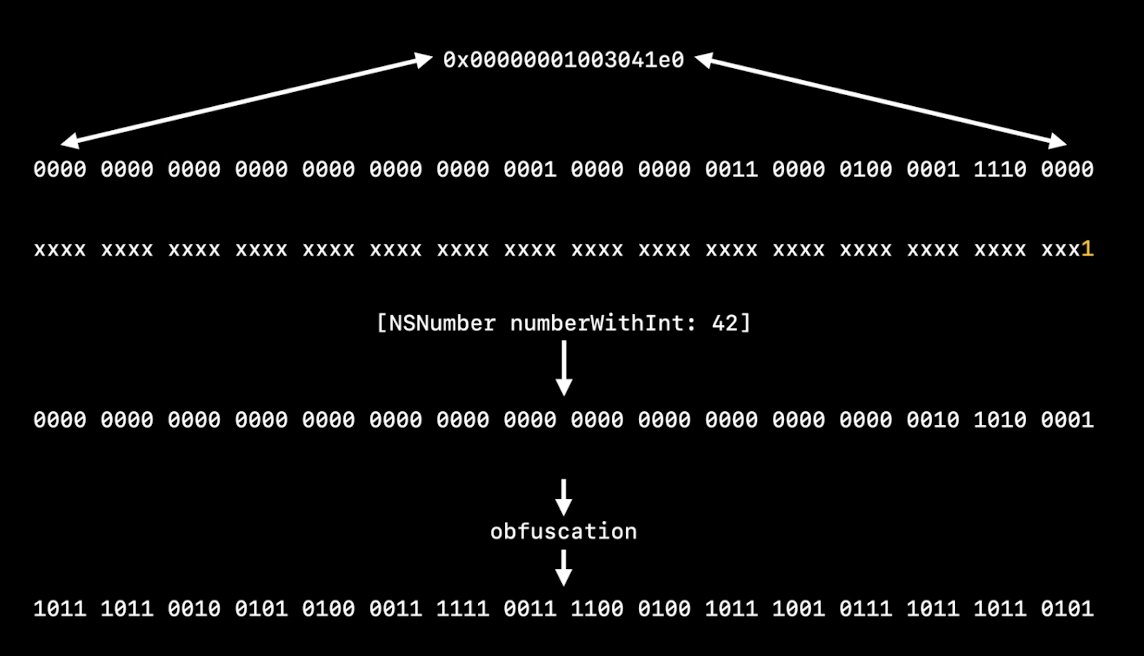 0x00000001003041e0
0000 0000 0000 0000 0000 0000 0000 0001 0000 0000 0011 0000 0100 0001 1110 0000
xxxx xxxx xxxx xxxx xxxx xxxx xxxx xxxx xxxx xxxx xxxx xxxx xxxx xxxx xxxx xxx1
[NSNumber numberWithInt: 42]
0000 0000 0000 0000 0000 0000 0000 0000 0000 0000 0000 0000 0000 0010 1010 0001
obfuscation
1011 1011 0010 0101 0100 0011 1111 0011 1100 0100 1011 1001 0111 1011 1011 0101